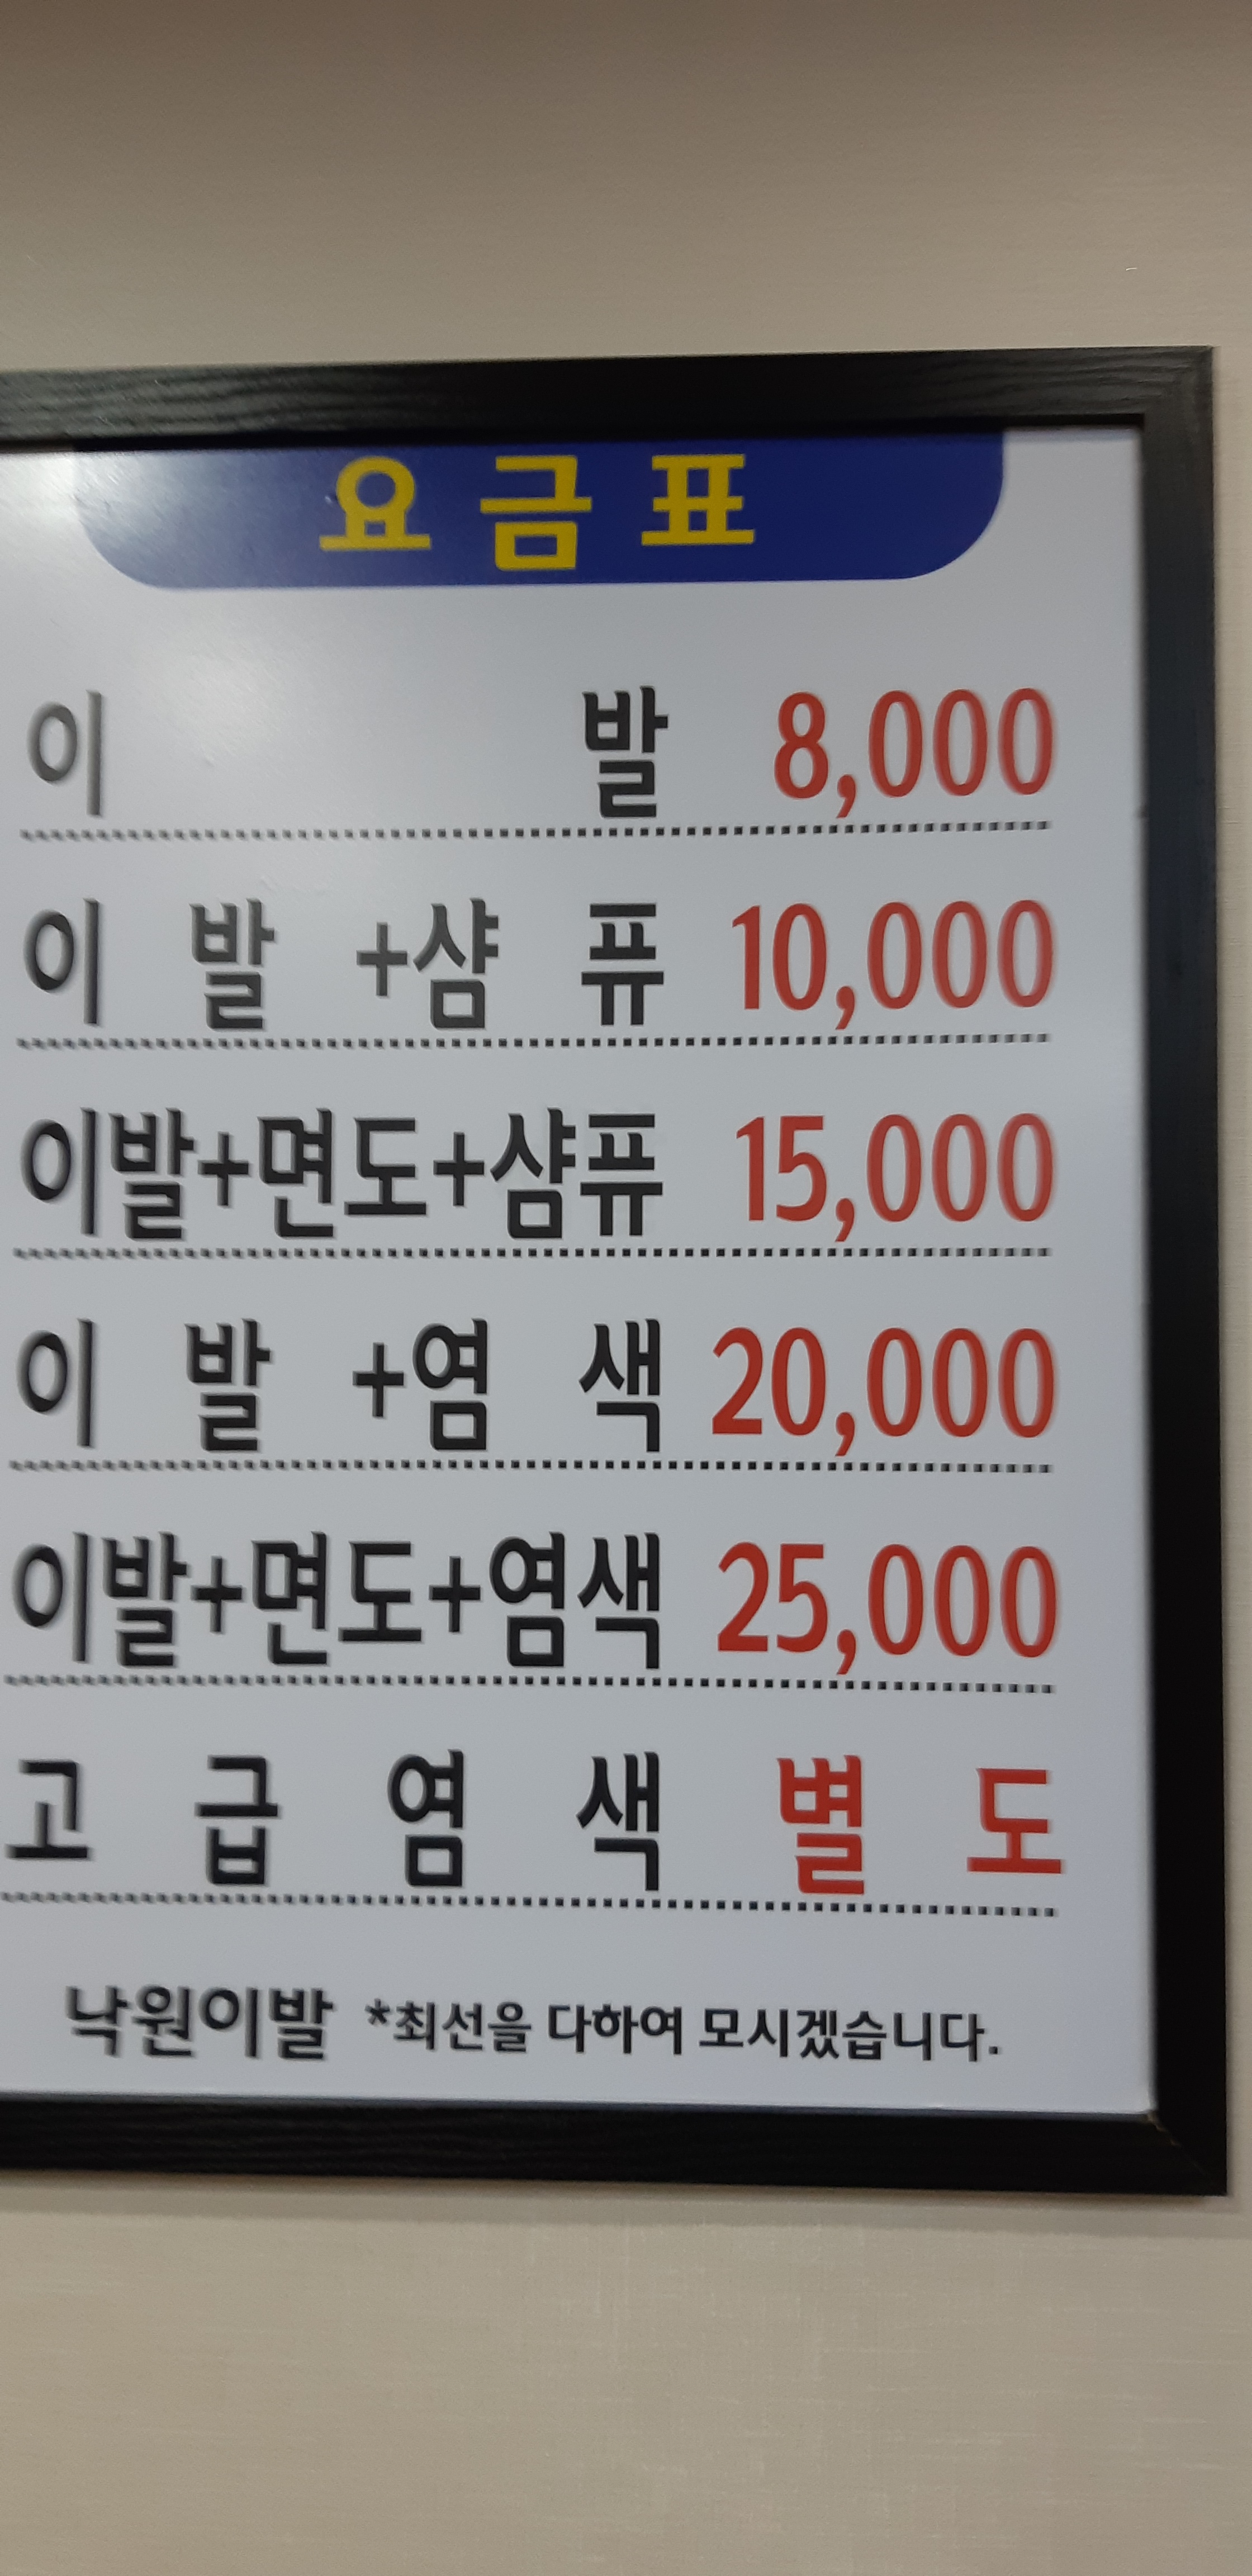 요금표
이 발 8,000
이 발 +샴 퓨 10,000
이발+면도+샴퓨 15,000
이 발 +염 색 20,000
이발+면도+염색 25,000
고 급 염 색 별 도
낙원이발 *최선을 다하여 모시겠습니다.